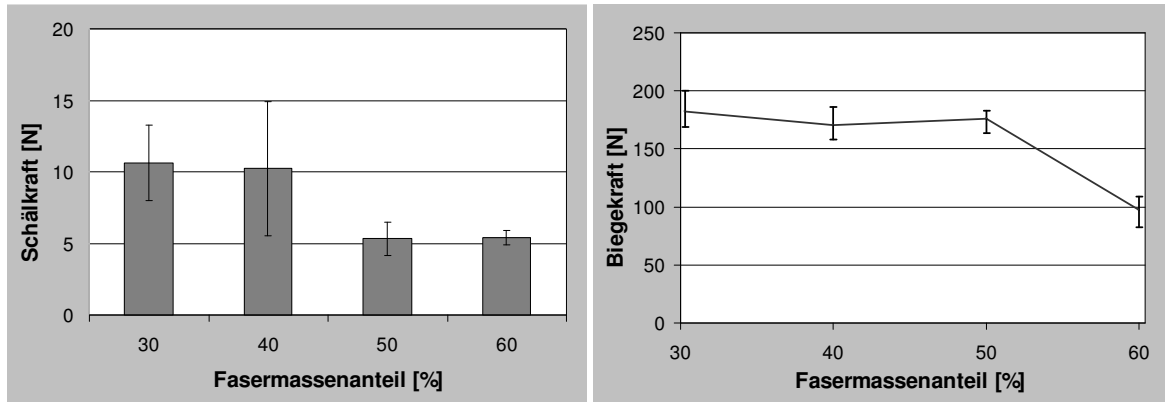 20
15
10
5
0
Schälkraft [N]
30 40 50 60
Fasermassenanteil [%]
250
200
150
100
50
0
Biegekraft [N]
30 40 50 60
Fasermassenanteil [%]